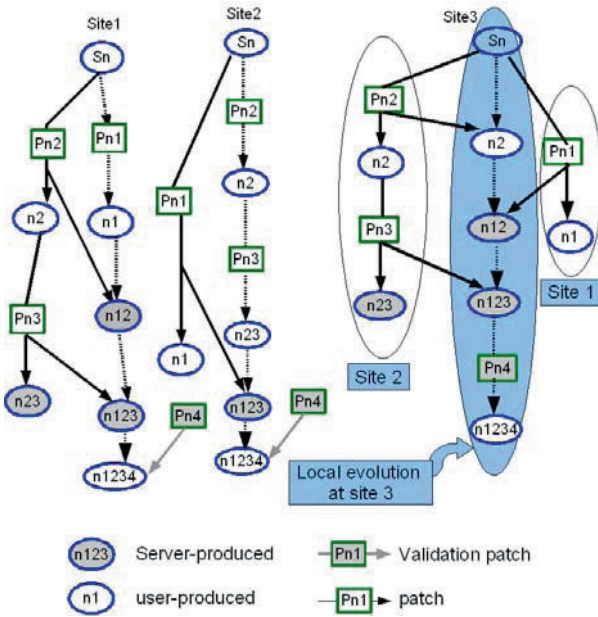 Site1
Sn
Pn2
Pn1
n2
n1
Pn3
n12
n23
n123
n1234
Pn4
Site2
Sn
Pn2
n2
Pn1
Pn3
n23
n1
n123
n1234
Pn4
Site3
Sn
Pn2
n2
n2
Pn1
Pn3
n12
n1
n23
n123
Site 1
Site 2
Pn4
n1234
Local evolution
at site 3
n123 Server-produced
Pn1 Validation patch
n1 user-produced
Pn1 patch